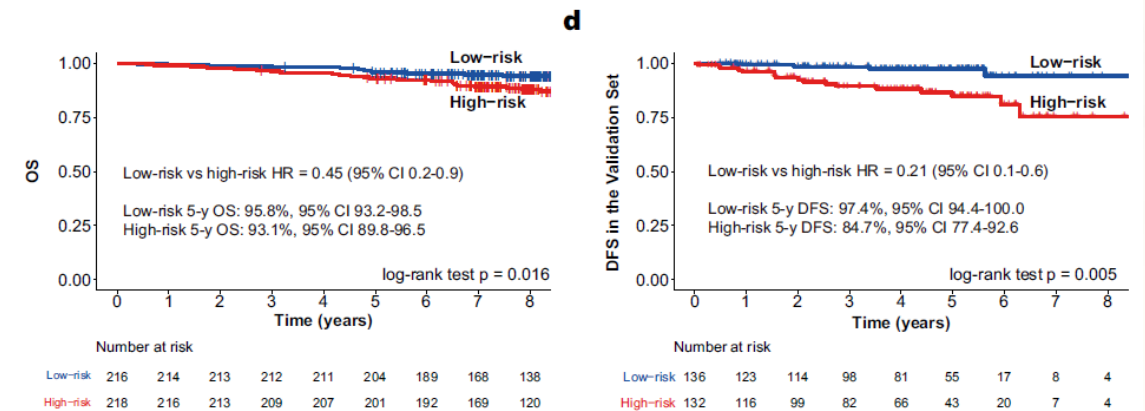 d
1.00
0.75
0.50
0.25
0.00
OS
Low-risk
High-risk
Low-risk vs high-risk HR = 0.45 (95% CI 0.2-0.9)
Low-risk 5-y OS: 95.8%, 95% CI 93.2-98.5
High-risk 5-y OS: 93.1%, 95% CI 89.8-96.5
log-rank test p = 0.016
0 1 2 3 4 5 6 7 8
Time (years)
Number at risk
Low-risk 216 214 213 212 211 204 189 168 138
High-risk 218 216 213 209 207 201 192 169 120
1.00
0.75
0.50
0.25
0.00
DFS in the Validation Set
Low-risk
High-risk
Low-risk vs high-risk HR = 0.21 (95% CI 0.1-0.6)
Low-risk 5-y DFS: 97.4%, 95% CI 94.4-100.0
High-risk 5-y DFS: 84.7%, 95% CI 77.4-92.6
log-rank test p = 0.005
0 1 2 3 4 5 6 7 8
Time (years)
Number at risk
Low-risk 136 123 114 98 81 55 17 8 4
High-risk 132 116 99 82 66 43 20 7 4